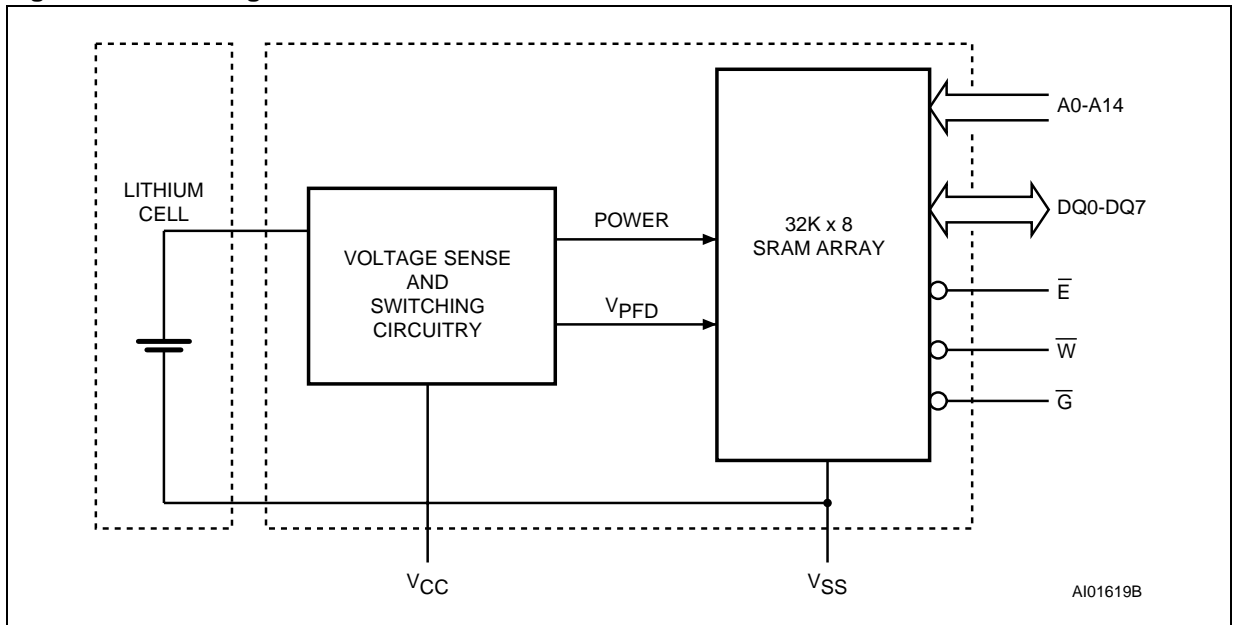 LITHIUM
CELL
VOLTAGE SENSE
AND
SWITCHING
CIRCUITRY
POWER
VPFD
32K x 8
SRAM ARRAY
A0-A14
DQ0-DQ7
E̅
W̅
G̅
VCC
VSS
AI01619B